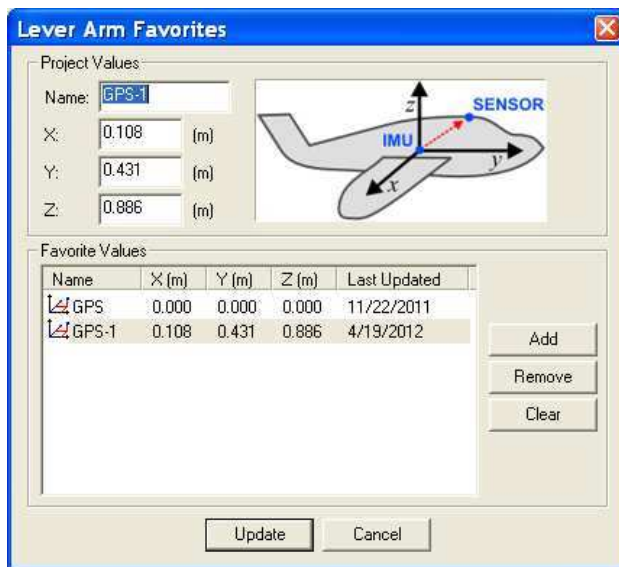 Lever Arm Favorites
Project Values
Name: GPS-1
X: 0.108 (m)
Y: 0.431 (m)
Z: 0.886 (m)
z
SENSOR
IMU
y
x
Favorite Values
Name X (m) Y (m) Z (m) Last Updated
GPS 0.000 0.000 0.000 11/22/2011
GPS-1 0.108 0.431 0.886 4/19/2012
Add
Remove
Clear
Update Cancel